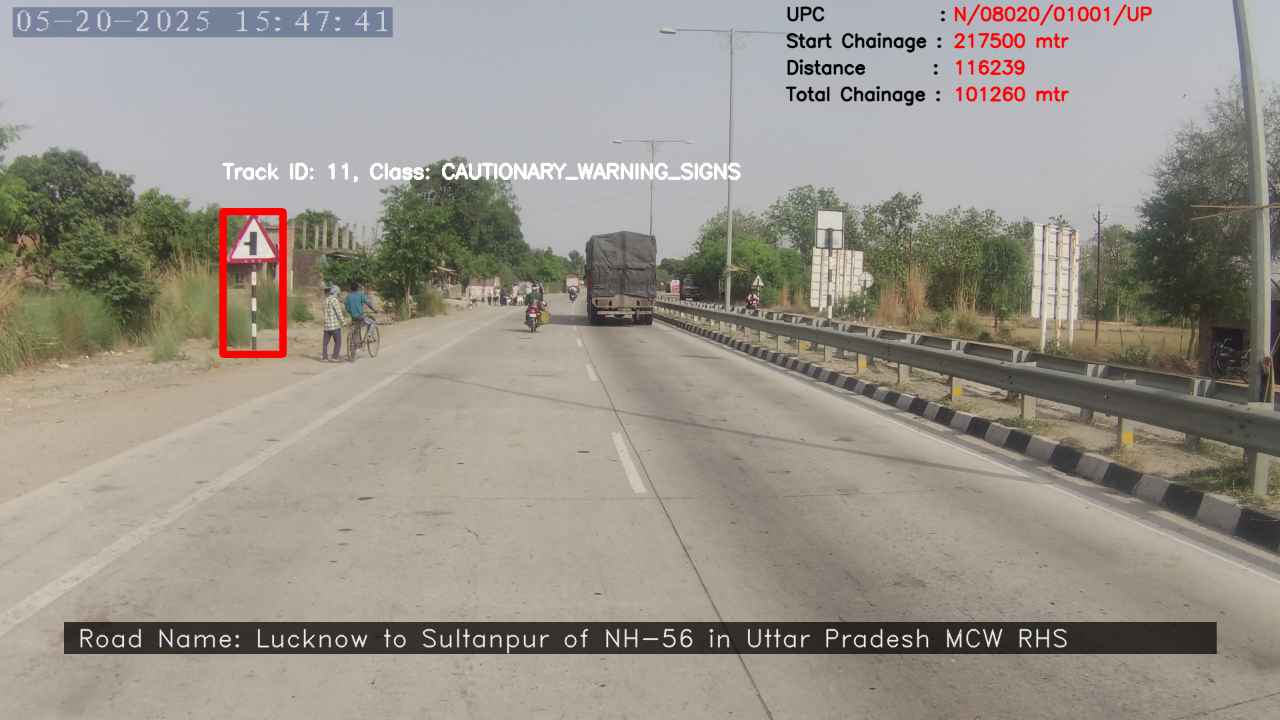 05-20-2025 15:47:41
UPC : N/08020/01001/UP
Start Chainage : 217500 mtr
Distance : 116239
Total Chainage : 101260 mtr
Track ID: 11, Class: CAUTIONARY_WARNING_SIGNS
Road Name: Lucknow to Sultanpur of NH-56 in Uttar Pradesh MCW RHS